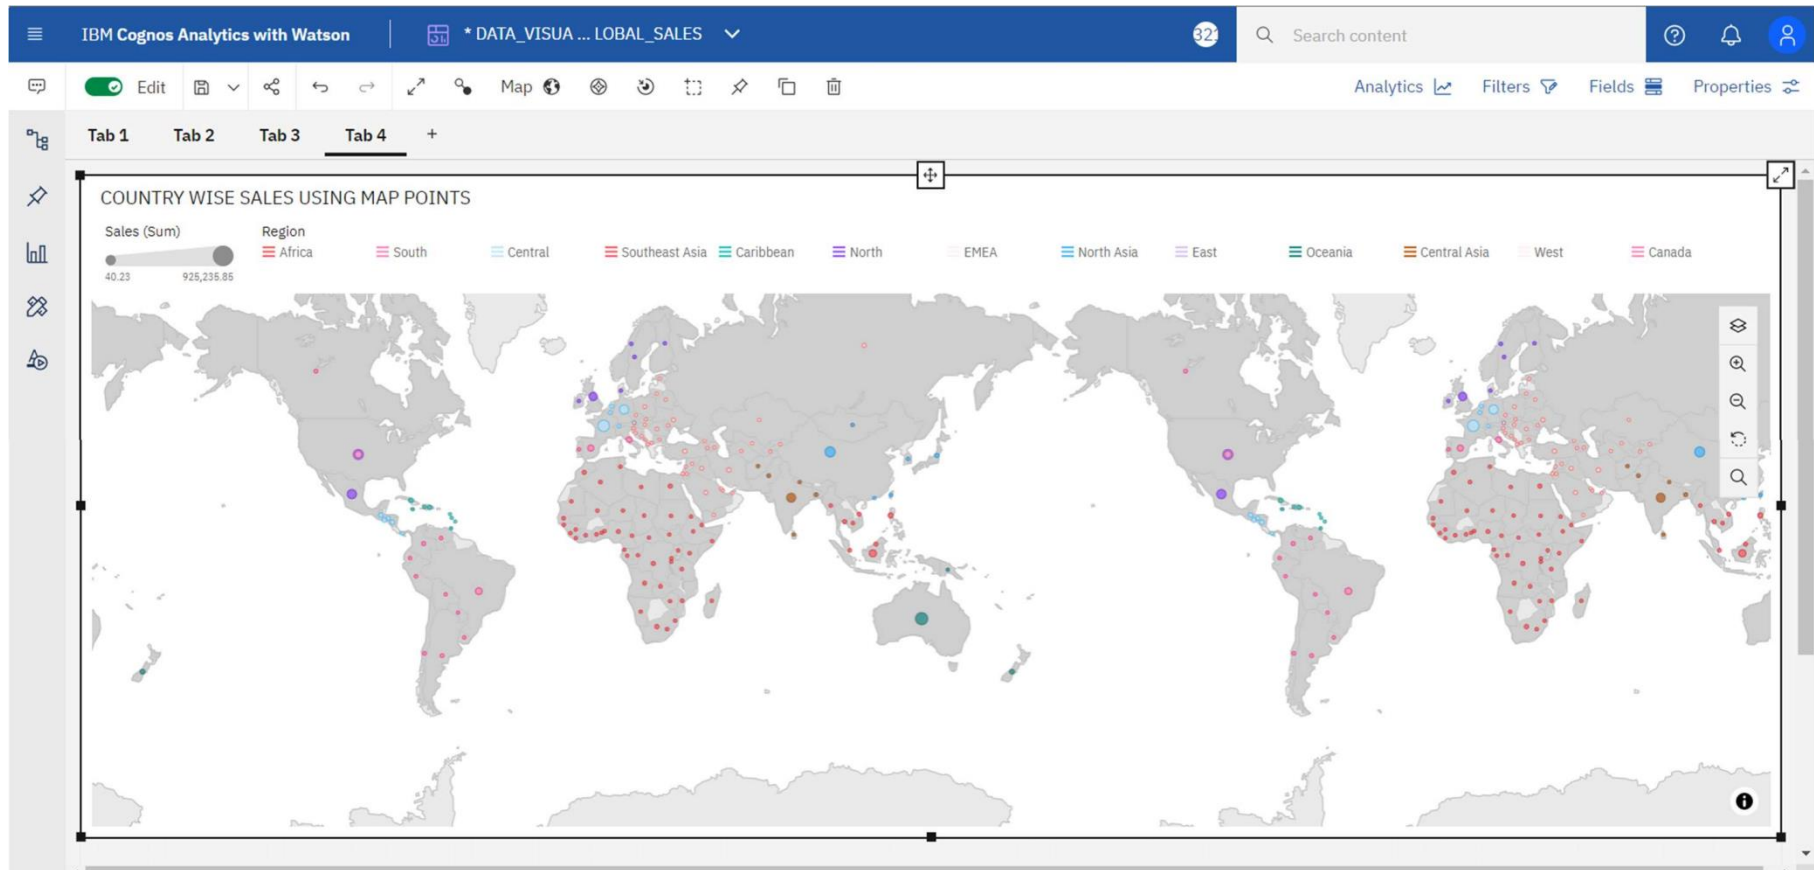 IBM Cognos Analytics with Watson
* DATA_VISUA ... LOBAL_SALES
Search content
Edit
Map
Analytics
Filters
Fields
Properties
Tab 1 Tab 2 Tab 3 Tab 4 +
COUNTRY WISE SALES USING MAP POINTS
Sales (Sum)
40.23 925,235.85
Region
Africa South Central Southeast Asia Caribbean North EMEA North Asia East Oceania Central Asia West Canada